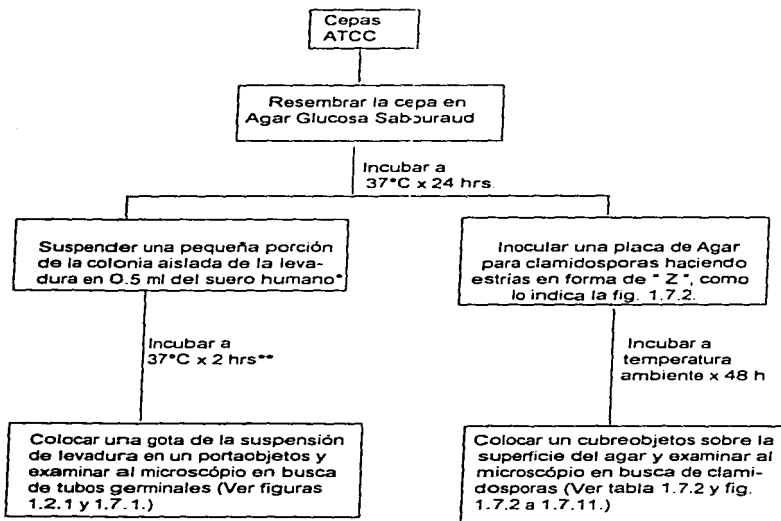 Cepas
ATCC
Resembrar la cepa en
Agar Glucosa Sabouraud
Incubar a
37°C x 24 hrs.
Suspender una pequeña porción
de la colonia aislada de la leva-
dura en 0.5 ml del suero humano*
Inocular una placa de Agar
para clamidosporas haciendo
estrías en forma de " Z ", como
lo indica la fig. 1.7.2.
Incubar a
37°C x 2 hrs**
Incubar a
temperatura
ambiente x 48 h
Colocar una gota de la suspensión
de levadura en un portaobjetos y
examinar al microscópio en busca
de tubos germinales (Ver figuras
1.2.1 y 1.7.1.)
Colocar un cubreobjetos sobre la
superficie del agar y examinar al
microscópio en busca de clami-
dosporas (Ver tabla 1.7.2 y fig.
1.7.2 a 1.7.11.)